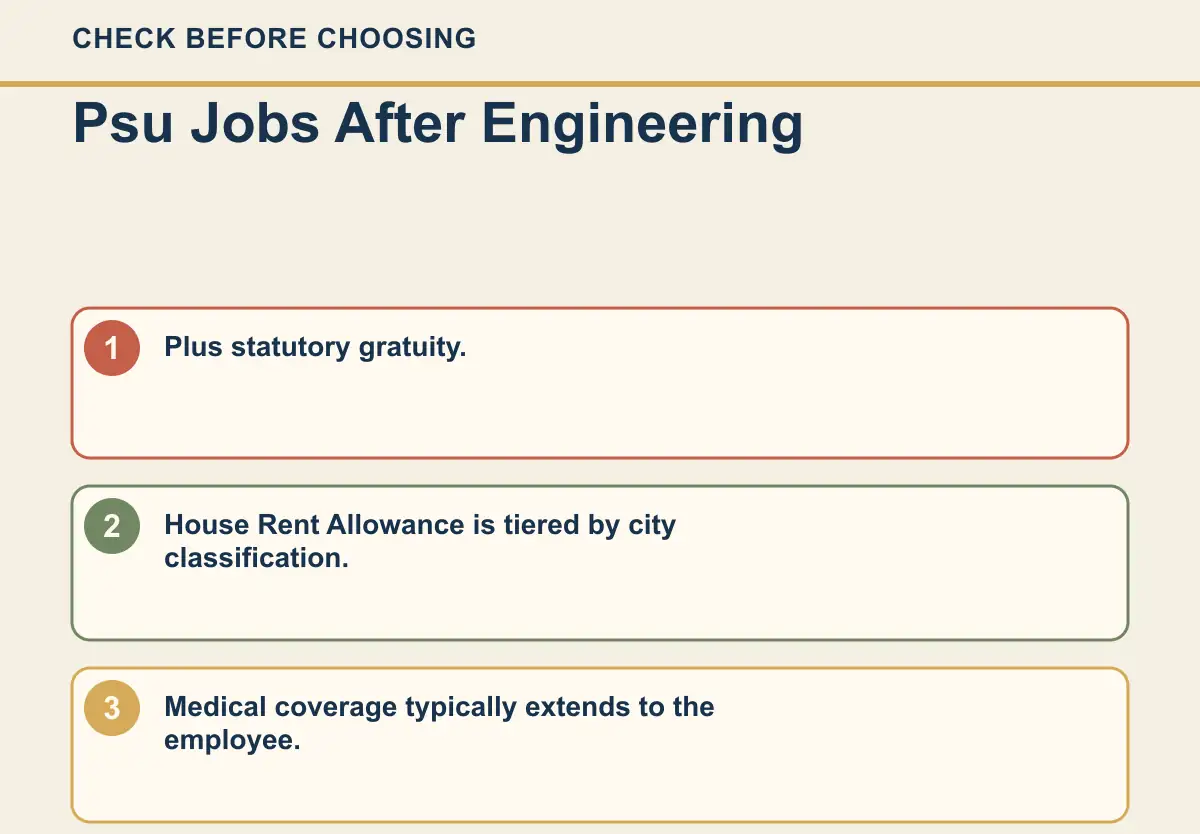 CHECK BEFORE CHOOSING
Psu Jobs After Engineering
1
Plus statutory gratuity.
2
House Rent Allowance is tiered by city
classification.
3
Medical coverage typically extends to the
employee.